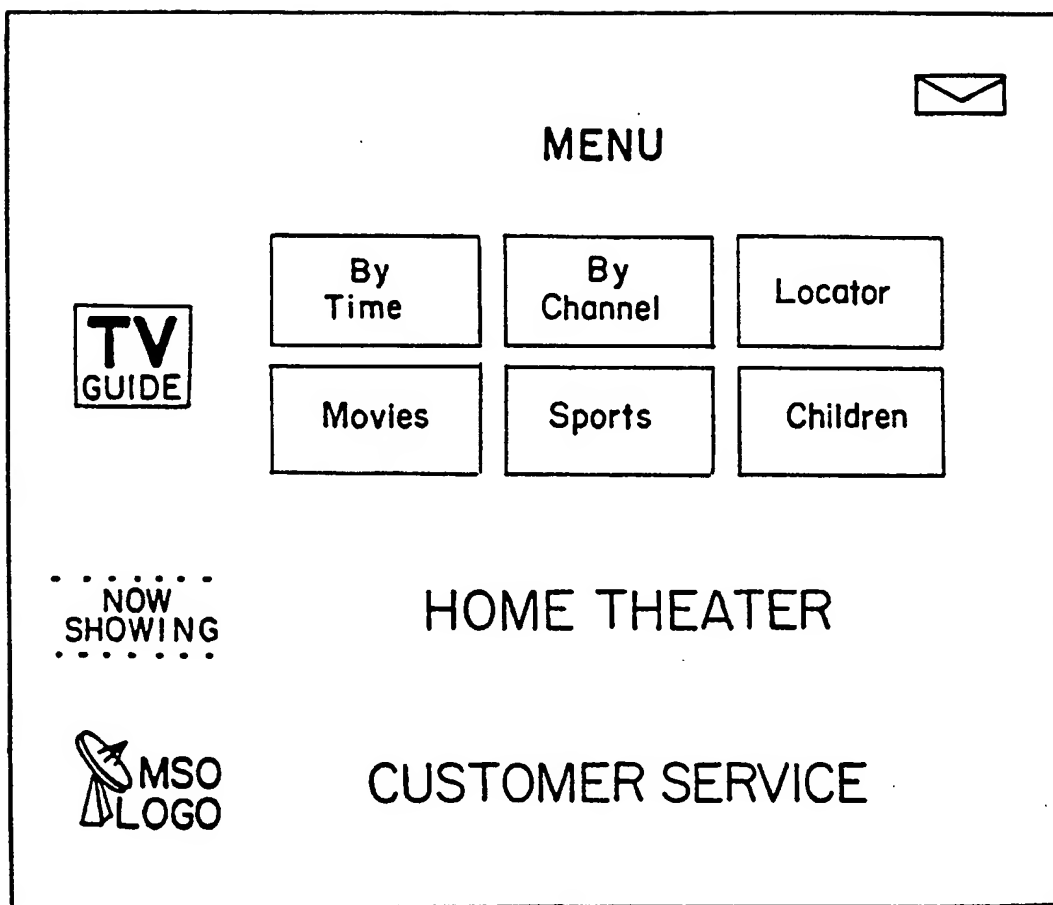 MENU
By
Time
By
Channel
Locator
TV
GUIDE
Movies
Sports
Children
NOW
SHOWING
HOME THEATER
MSO
LOGO
CUSTOMER SERVICE